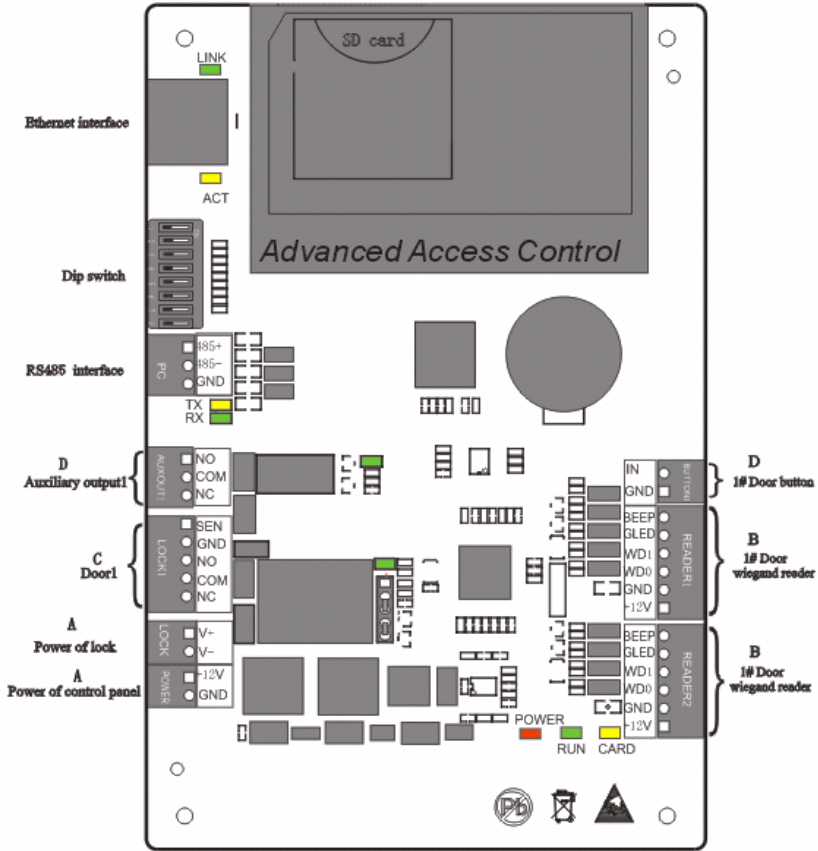 SD card
LINK
Ethernet interface
ACT
Advanced Access Control
Dip switch
RS485 interface
PC
485+
485-
GND
TX
RX
D
Auxiliary output1
AUXOUT1
NO
COM
NC
C
Door1
LOCK1
SEN
GND
NO
COM
NC
A
Power of lock
LOCK
V+
V-
A
Power of control panel
POWER
+12V
GND
IN
GND
BUTTON1
D
1# Door button
BEEP
GLED
WD1
WD0
GND
+12V
READER1
B
1# Door
wiegand reader
BEEP
GLED
WD1
WD0
GND
+12V
READER2
B
1# Door
wiegand reader
POWER
RUN
CARD
Pb